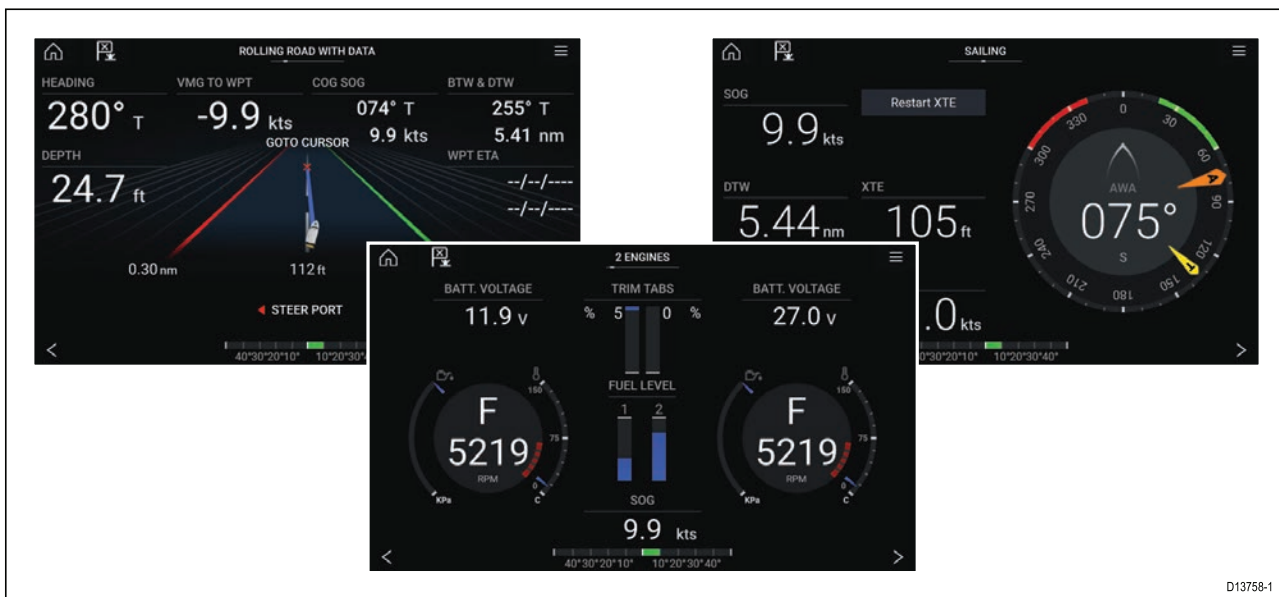 ROLLING ROAD WITH DATA
HEADING VMG TO WPT COG SOG BTW & DTW
280° T -9.9 kts 074° T 255° T
9.9 kts 5.41 nm
GOTO CURSOR
DEPTH WPT ETA
24.7 ft --/--/----
--/--/----
0.30 nm 112 ft
STEER PORT
40°30°20°10° 10°20°30°4
SAILING
SOG
Restart XTE
9.9 kts
DTW XTE
5.44 nm 105 ft
.0 kts
0 30 60 90 120 150 180 210 240 270 300 330
A
T
AWA
075°
S
0°30°20°10° 10°20°30°40°
2 ENGINES
BATT. VOLTAGE TRIM TABS BATT. VOLTAGE
11.9 V % 5 0 % 27.0 V
FUEL LEVEL
1 2
150
75
0
F
5219
RPM
KPa C
150
75
0
F
5219
RPM
KPa C
SOG
9.9 kts
40°30°20°10° 10°20°30°40°
D13758-1